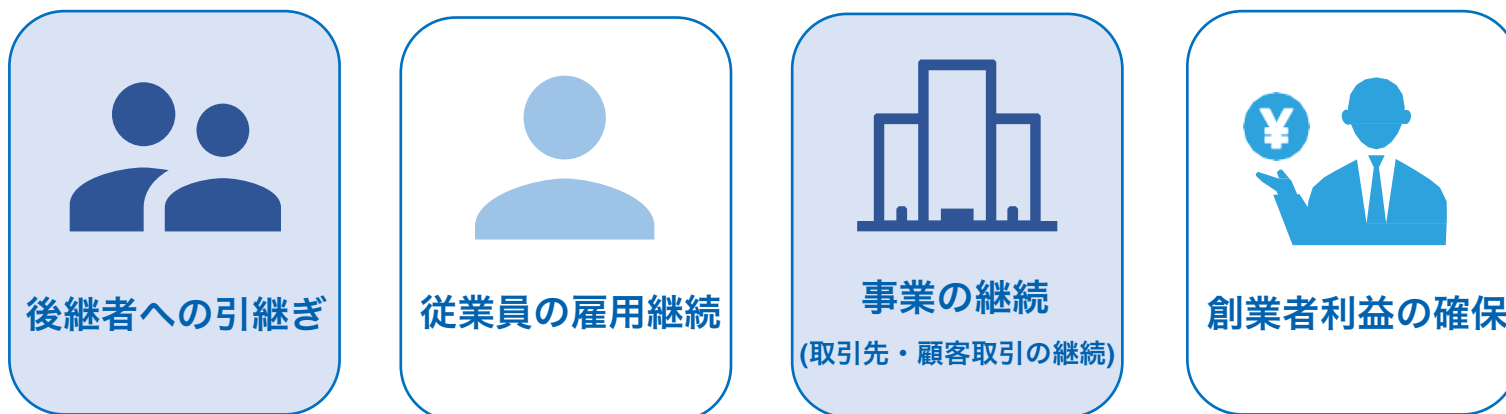 後継者への引継ぎ
従業員の雇用継続
事業の継続
(取引先・顧客取引の継続)
¥
創業者利益の確保